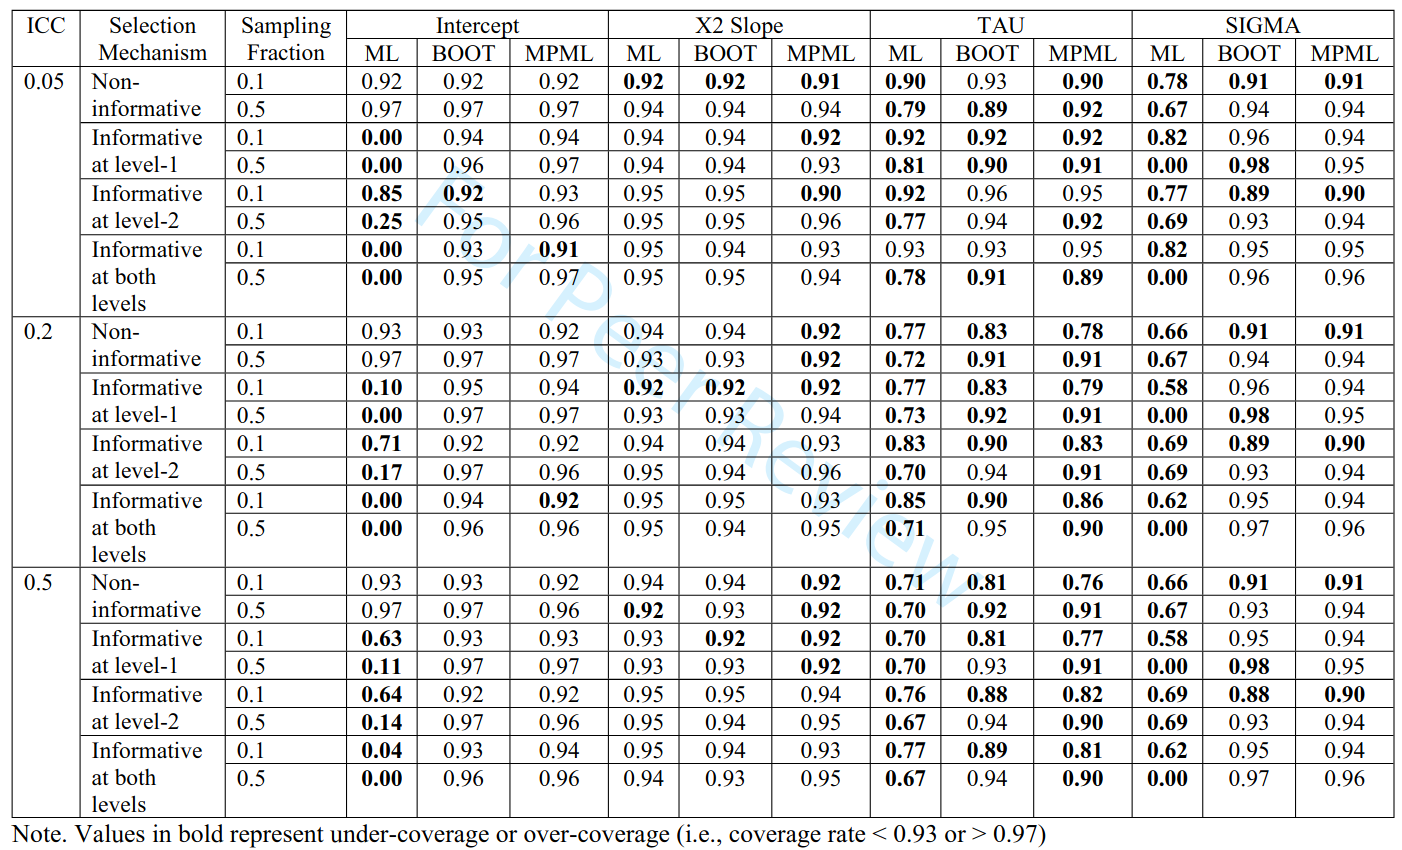 ICC Selection Sampling Intercept X2 Slope TAU SIGMA
Mechanism Fraction ML BOOT MPML ML BOOT MPML ML BOOT MPML ML BOOT MPML
0.05 Non- 0.1 0.92 0.92 0.92 0.92 0.92 0.91 0.90 0.93 0.90 0.78 0.91 0.91
informative 0.5 0.97 0.97 0.97 0.94 0.94 0.94 0.79 0.89 0.92 0.67 0.94 0.94
Informative 0.1 0.00 0.94 0.94 0.94 0.94 0.92 0.92 0.92 0.92 0.82 0.96 0.94
at level-1 0.5 0.00 0.96 0.97 0.94 0.94 0.93 0.81 0.90 0.91 0.00 0.98 0.95
Informative 0.1 0.85 0.92 0.93 0.95 0.95 0.90 0.92 0.96 0.95 0.77 0.89 0.90
at level-2 0.5 0.25 0.95 0.96 0.95 0.95 0.96 0.77 0.94 0.92 0.69 0.93 0.94
Informative 0.1 0.00 0.93 0.91 0.95 0.94 0.93 0.93 0.93 0.95 0.82 0.95 0.95
at both 0.5 0.00 0.95 0.97 0.95 0.95 0.94 0.78 0.91 0.89 0.00 0.96 0.96
levels
0.2 Non- 0.1 0.93 0.93 0.92 0.94 0.94 0.92 0.77 0.83 0.78 0.66 0.91 0.91
informative 0.5 0.97 0.97 0.97 0.93 0.93 0.92 0.72 0.91 0.91 0.67 0.94 0.94
Informative 0.1 0.10 0.95 0.94 0.92 0.92 0.92 0.77 0.83 0.79 0.58 0.96 0.94
at level-1 0.5 0.00 0.97 0.97 0.93 0.93 0.94 0.73 0.92 0.91 0.00 0.98 0.95
Informative 0.1 0.71 0.92 0.92 0.94 0.94 0.93 0.83 0.90 0.83 0.69 0.89 0.90
at level-2 0.5 0.17 0.97 0.96 0.95 0.94 0.96 0.70 0.94 0.91 0.69 0.93 0.94
Informative 0.1 0.00 0.94 0.92 0.95 0.95 0.93 0.85 0.90 0.86 0.62 0.95 0.94
at both 0.5 0.00 0.96 0.96 0.95 0.94 0.95 0.71 0.95 0.90 0.00 0.97 0.96
levels
0.5 Non- 0.1 0.93 0.93 0.92 0.94 0.94 0.92 0.71 0.81 0.76 0.66 0.91 0.91
informative 0.5 0.97 0.97 0.96 0.92 0.93 0.92 0.70 0.92 0.91 0.67 0.93 0.94
Informative 0.1 0.63 0.93 0.93 0.93 0.92 0.92 0.70 0.81 0.77 0.58 0.95 0.94
at level-1 0.5 0.11 0.97 0.97 0.93 0.93 0.92 0.70 0.93 0.91 0.00 0.98 0.95
Informative 0.1 0.64 0.92 0.92 0.95 0.95 0.94 0.76 0.88 0.82 0.69 0.88 0.90
at level-2 0.5 0.14 0.97 0.96 0.95 0.94 0.95 0.67 0.94 0.90 0.69 0.93 0.94
Informative 0.1 0.04 0.93 0.94 0.95 0.94 0.93 0.77 0.89 0.81 0.62 0.95 0.94
at both 0.5 0.00 0.96 0.96 0.94 0.93 0.95 0.67 0.94 0.90 0.00 0.97 0.96
levels
Note. Values in bold represent under-coverage or over-coverage (i.e., coverage rate < 0.93 or > 0.97)
For Peer Review